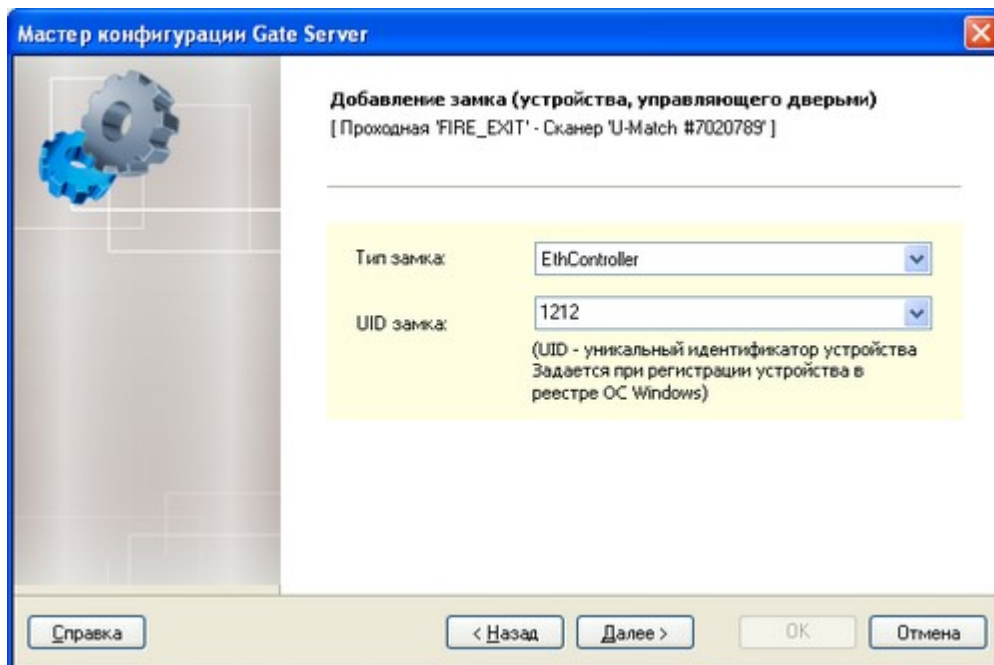 Мастер конфигурации Gate Server
Добавление замка (устройства, управляющего дверьми)
[ Проходная 'FIRE_EXIT' - Сканер 'U-Match #7020789' ]
Тип замка: EthController
UID замка: 1212
(UID - уникальный идентификатор устройства
Задается при регистрации устройства в
реестре ОС Windows)
Справка < Назад Далее > OK Отмена